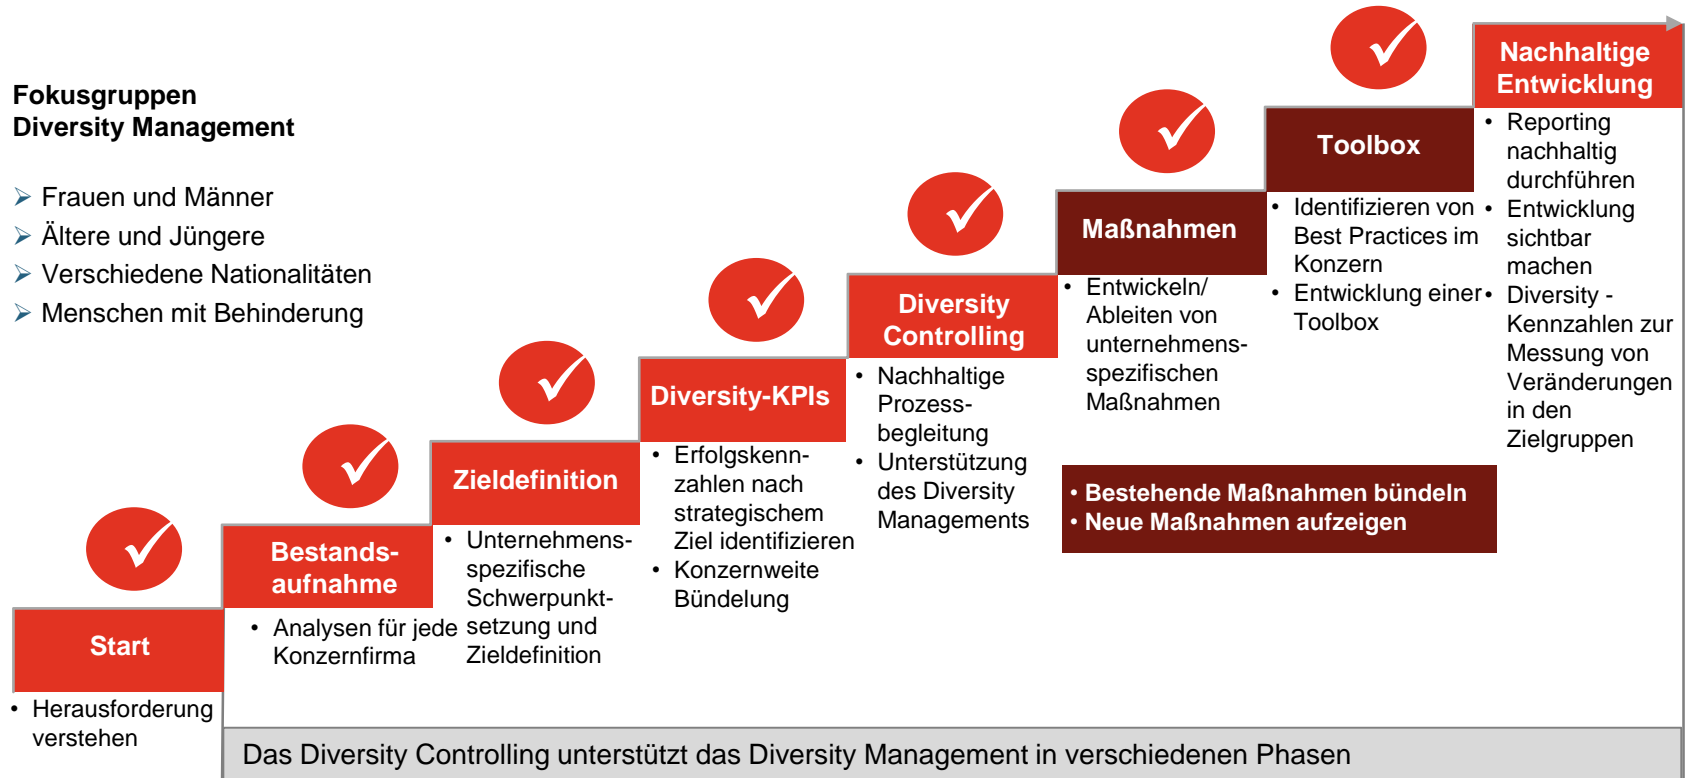 Fokusgruppen
Diversity Management
Frauen und Männer
Ältere und Jüngere
Verschiedene Nationalitäten
Menschen mit Behinderung
Start
• Herausforderung
verstehen
Bestands-
aufnahme
• Analysen für jede
Konzernfirma
Zieldefinition
• Unternehmens-
spezifische
Schwerpunkt-
setzung und
Zieldefinition
Diversity-KPIs
• Erfolgskenn-
zahlen nach
strategischem
Ziel identifizieren
• Konzernweite
Bündelung
Diversity
Controlling
• Nachhaltige
Prozess-
begleitung
• Unterstützung
des Diversity
Managements
Maßnahmen
• Entwickeln/
Ableiten von
unternehmens-
spezifischen
Maßnahmen
Toolbox
• Identifizieren von
Best Practices im
Konzern
• Entwicklung einer
Toolbox
• Bestehende Maßnahmen bündeln
• Neue Maßnahmen aufzeigen
Nachhaltige
Entwicklung
• Reporting
nachhaltig
durchführen
• Entwicklung
sichtbar
machen
• Diversity -
Kennzahlen zur
Messung von
Veränderungen
in den
Zielgruppen
Das Diversity Controlling unterstützt das Diversity Management in verschiedenen Phasen